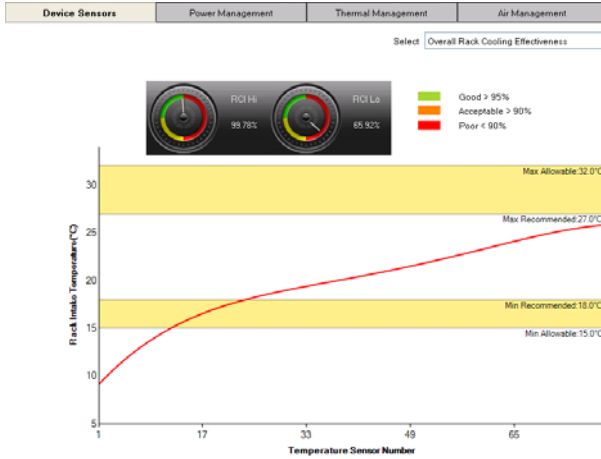 Device Sensors Power Management Thermal Management Air Management
Select Overall Rack Cooling Effectiveness
RCI Hi
99.78%
RCI Lo
65.92%
Good > 95%
Acceptable > 90%
Poor < 90%
Max Allowable:32.0°C
Max Recommended:27.0°C
Min Recommended:18.0°C
Min Allowable:15.0°C
Rack Intake Temperature(°C)
30
25
20
15
10
5
1 17 33 49 65
Temperature Sensor Number